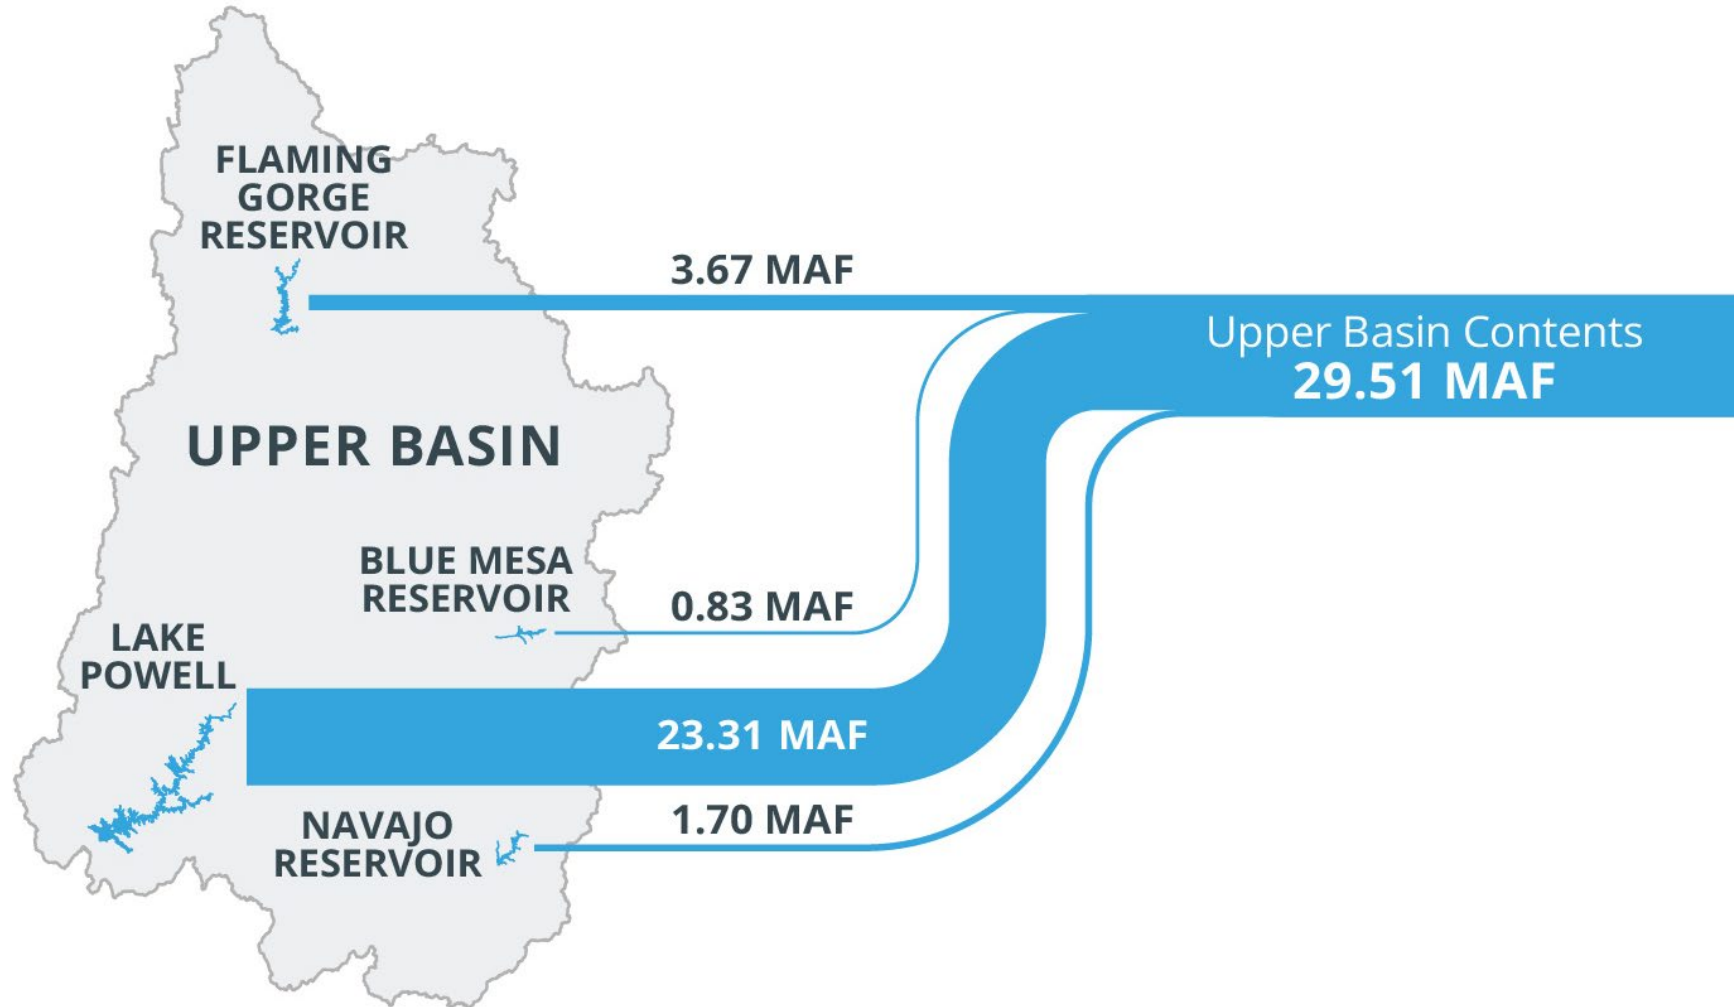 FLAMING
GORGE
RESERVOIR
3.67 MAF
Upper Basin Contents
29.51 MAF
UPPER BASIN
BLUE MESA
RESERVOIR
0.83 MAF
LAKE
POWELL
23.31 MAF
NAVAJO
RESERVOIR
1.70 MAF